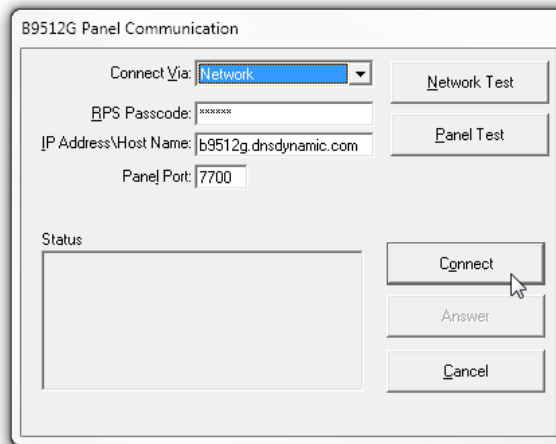 B9512G Panel Communication
Connect Via: Network
Network Test
RPS Passcode: ******
IP Address\Host Name: b9512g.dnsdynamic.com
Panel Test
Panel Port: 7700
Status
Connect
Answer
Cancel